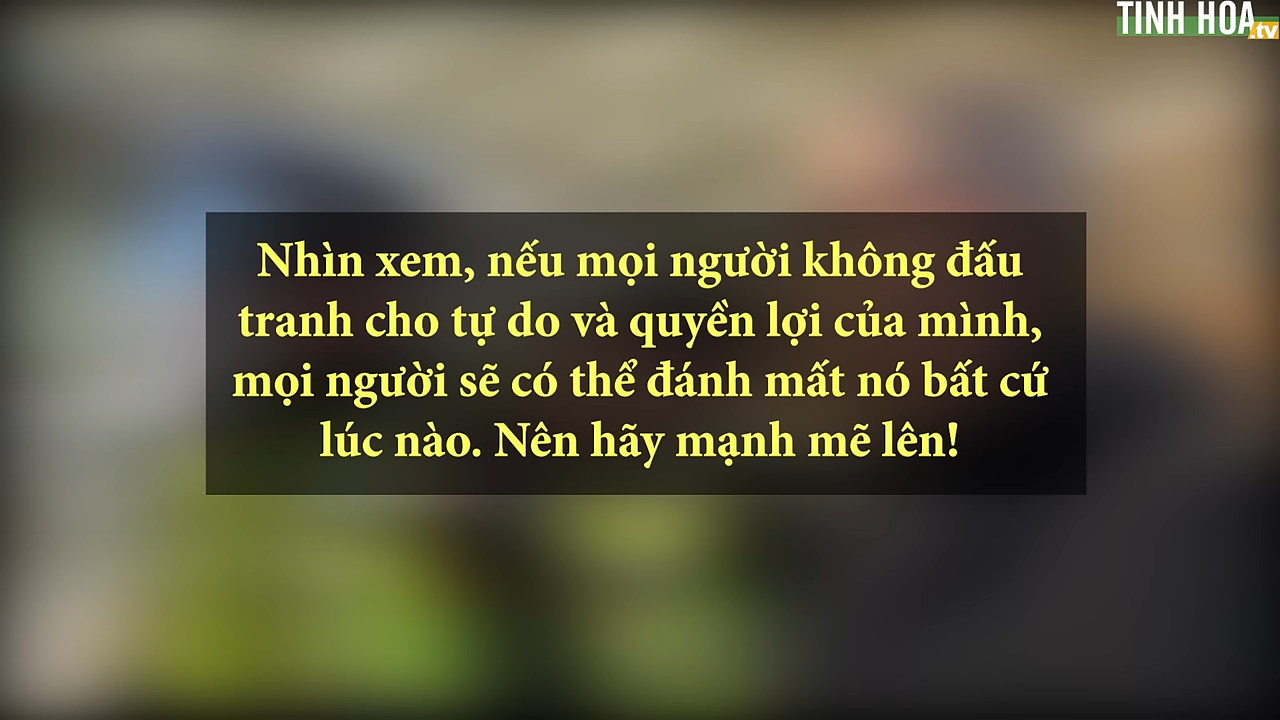 TINH HOA
.tv
Nhìn xem, nếu mọi người không đấu
tranh cho tự do và quyền lợi của mình,
mọi người sẽ có thể đánh mất nó bất cứ
lúc nào. Nên hãy mạnh mẽ lên!